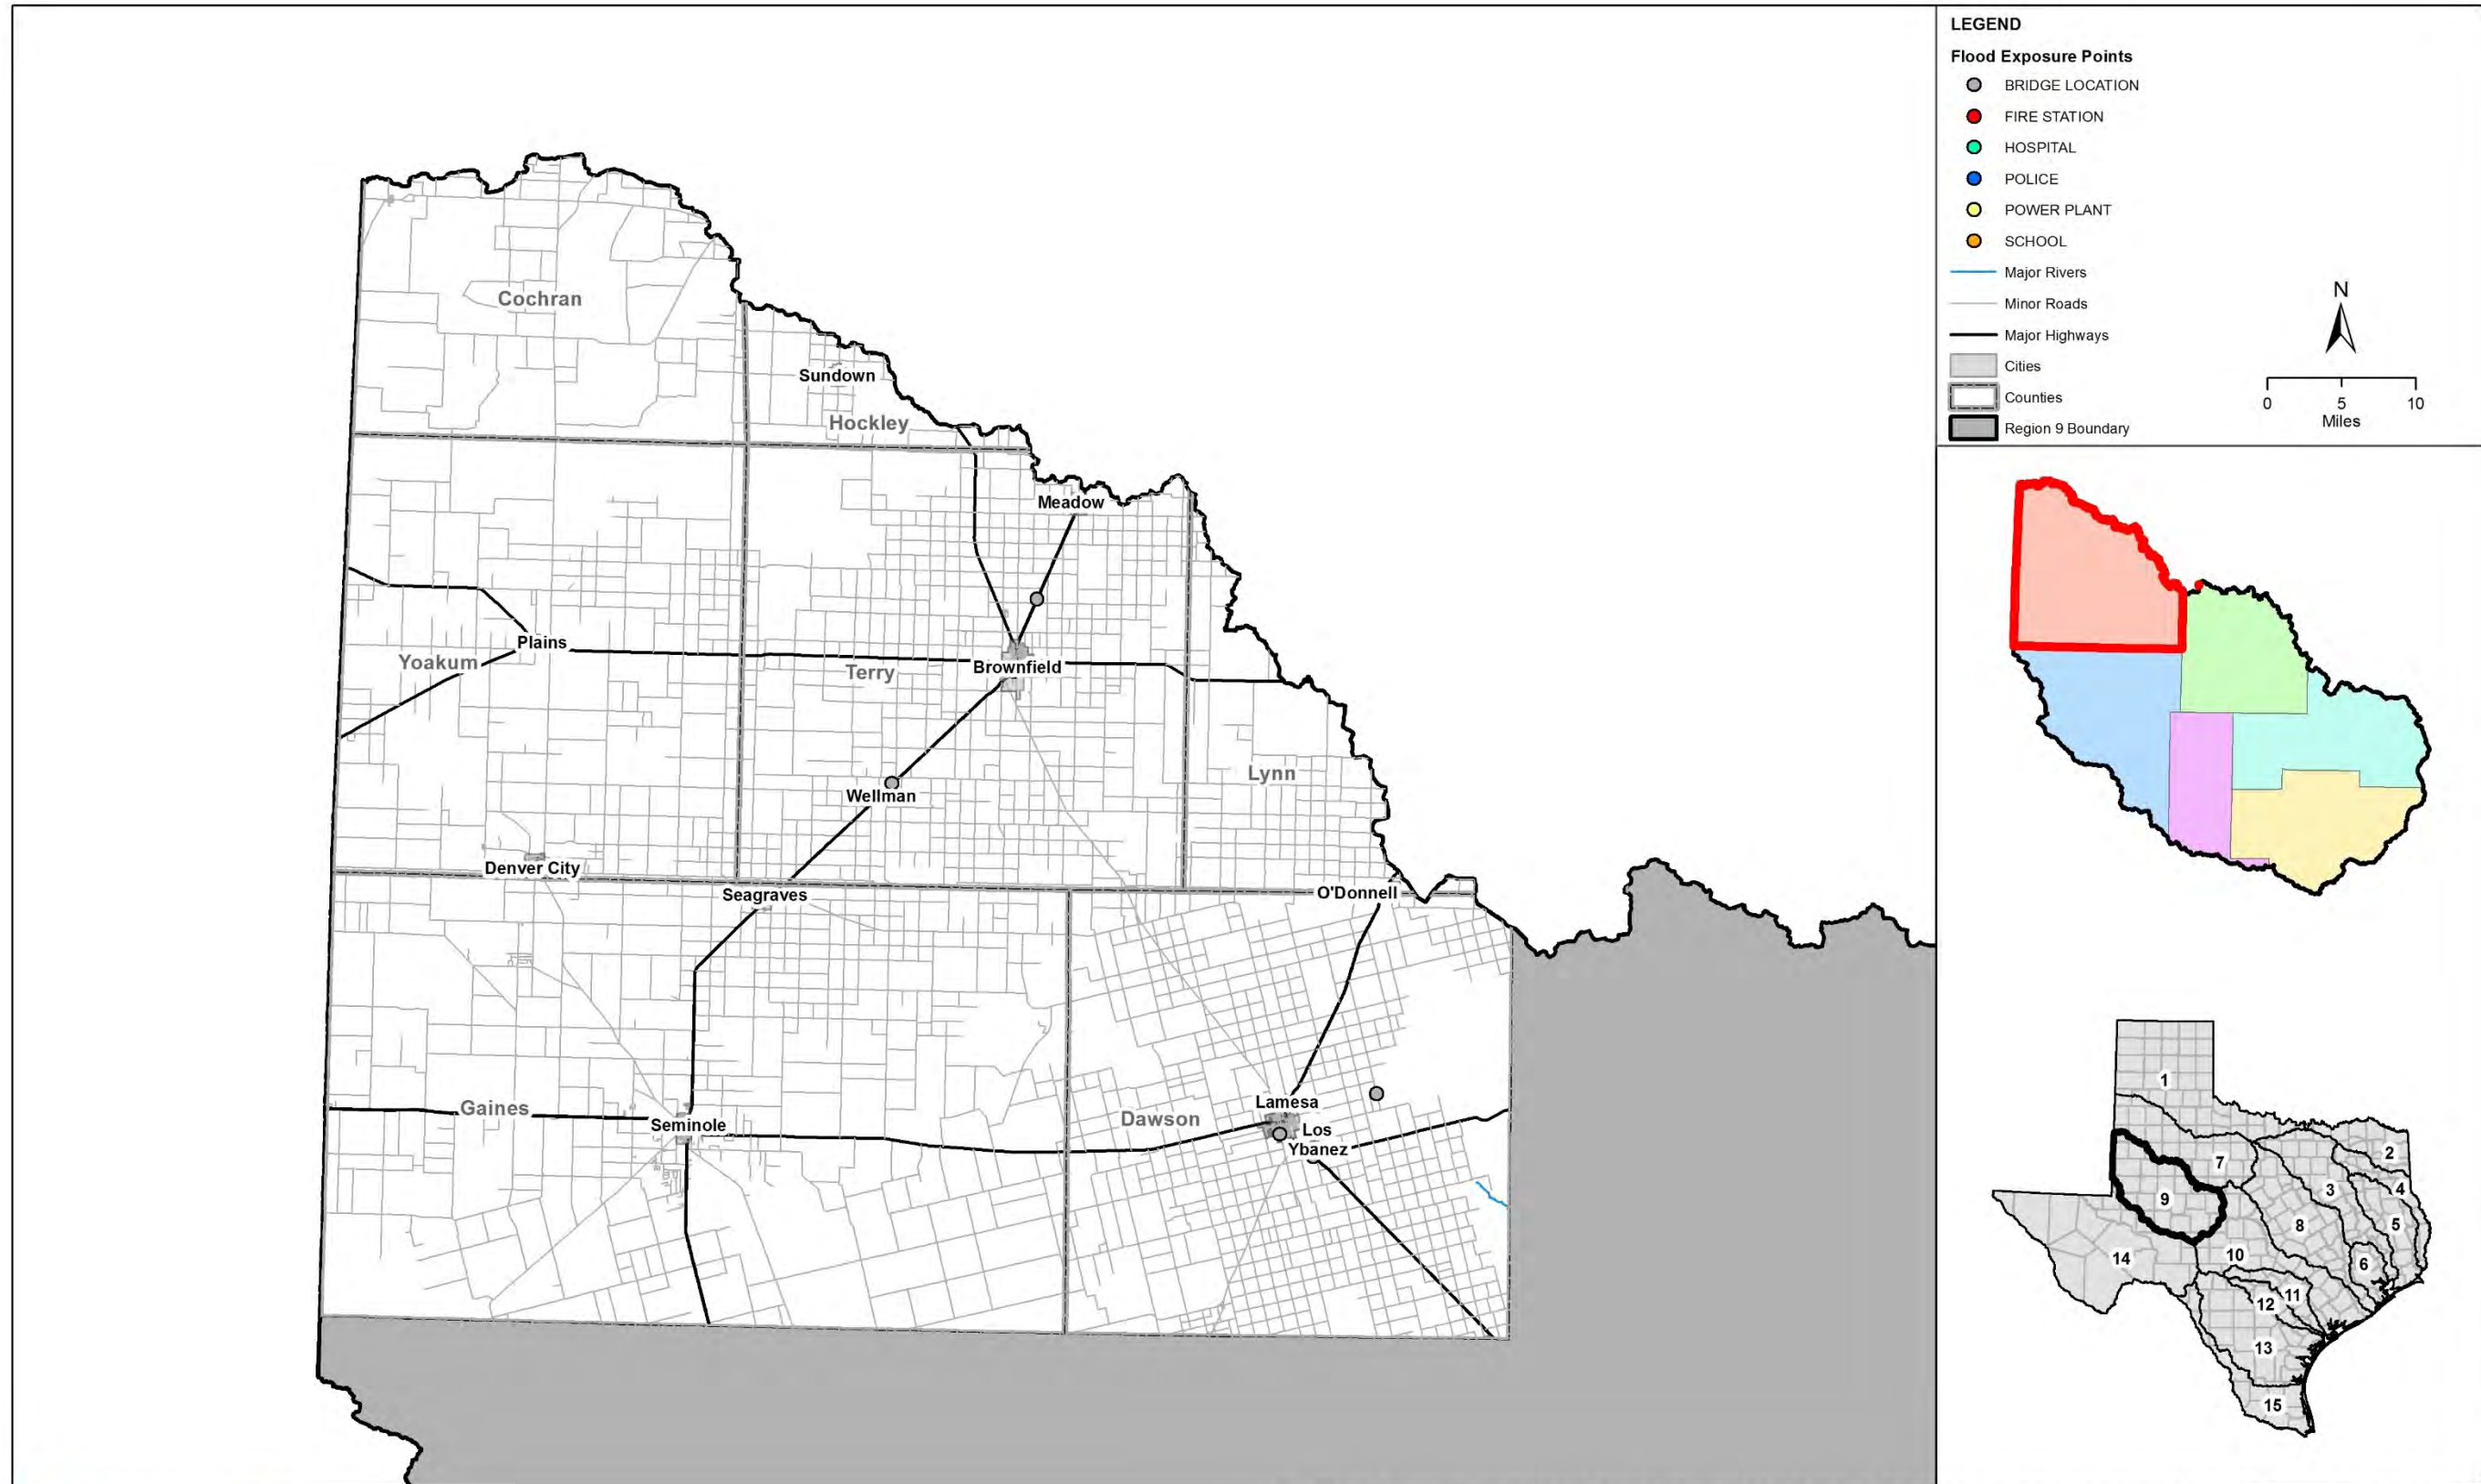 LEGEND
Flood Exposure Points
BRIDGE LOCATION
FIRE STATION
HOSPITAL
POLICE
POWER PLANT
SCHOOL
Major Rivers
Minor Roads
Major Highways
Cities
Counties
Region 9 Boundary
N
0 5 10
Miles
Cochran
Sundown
Hockley
Meadow
Plains
Yoakum
Terry
Brownfield
Wellman
Lynn
Denver City
Seagraves
O'Donnell
Gaines
Seminole
Dawson
Lamesa
Los
Ybanez
1
2
7
3
4
9
8
5
14
10
6
11
12
13
15